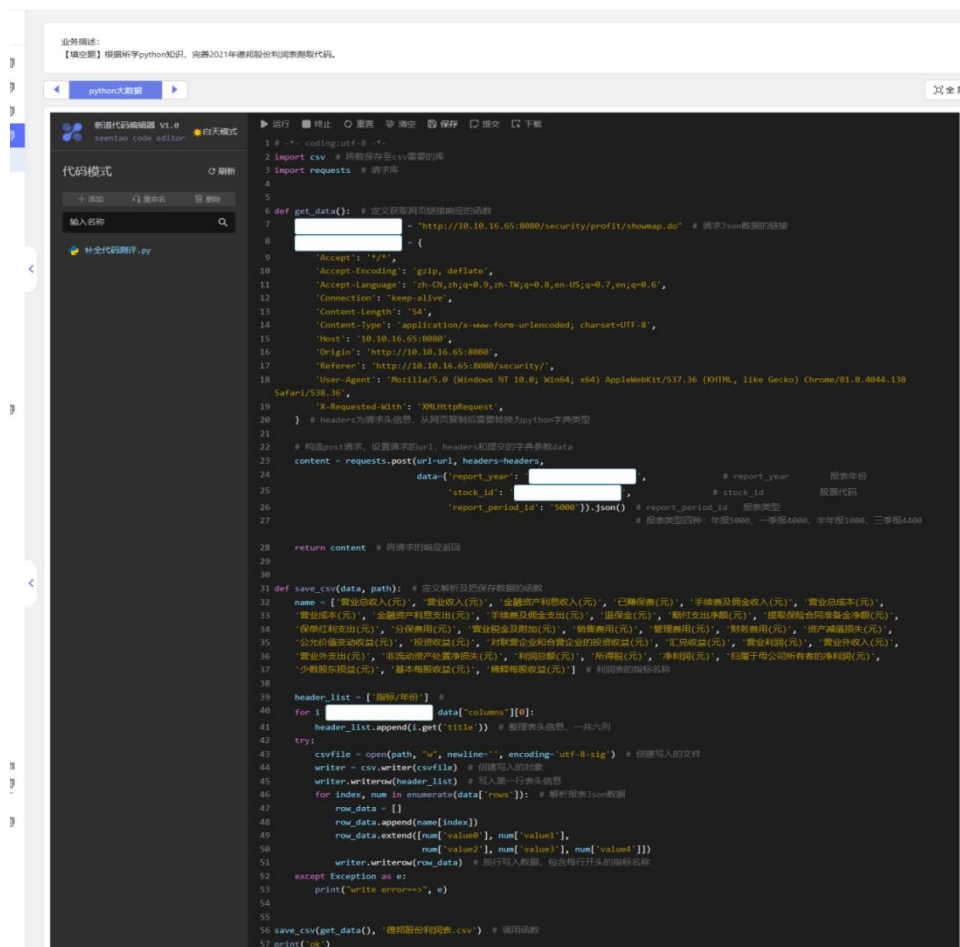 业务描述:
【填空题】根据所学python知识，完善2021年德邦股份利润表爬取代码。
python大数据
新道代码编辑器 V1.0
seentao code editor
白天模式
运行 终止 重置 清空 保存 提交 下载
代码模式
刷新
+ 添加 重命名 删除
输入名称
补全代码测评.py
1 # -*- coding:utf-8 -*-
2 import csv # 将数保存至csv需要的库
3 import requests # 请求库
4
5
6 def get_data(): # 定义获取网页链接响应的函数
7 = "http://10.10.16.65:8080/security/profit/showmap.do" # 请求Json数据的链接
8 = {
9 'Accept': '*/*',
10 'Accept-Encoding': 'gzip, deflate',
11 'Accept-Language': 'zh-CN,zh;q=0.9,zh-TW;q=0.8,en-US;q=0.7,en;q=0.6',
12 'Connection': 'keep-alive',
13 'Content-Length': '54',
14 'Content-Type': 'application/x-www-form-urlencoded; charset=UTF-8',
15 'Host': '10.10.16.65:8080',
16 'Origin': 'http://10.10.16.65:8080',
17 'Referer': 'http://10.10.16.65:8080/security/',
18 'User-Agent': 'Mozilla/5.0 (Windows NT 10.0; Win64; x64) AppleWebKit/537.36 (KHTML, like Gecko) Chrome/81.0.4044.138
Safari/538.36',
19 'X-Requested-With': 'XMLHttpRequest',
20 } # headers为请求头信息，从网页复制后需要转换为python字典类型
21
22 # 构造post请求，设置请求的url、headers和提交的字典参数data
23 content = requests.post(url=url, headers=headers,
24 data={'report_year': ' ', # report_year 报表年份
25 'stock_id': ' ', # stock_id 股票代码
26 'report_period_id': '5000'}).json() # report_period_id 报表类型
27 # 报表类型四种：年报5000、一季报4000、半年报1000、三季报4400
28 return content # 将请求的响应返回
29
30
31 def save_csv(data, path): # 定义解析及把保存数据的函数
32 name = ['营业总收入(元)', '营业收入(元)', '金融资产利息收入(元)', '已赚保费(元)', '手续费及佣金收入(元)', '营业总成本(元)',
33 '营业成本(元)', '金融资产利息支出(元)', '手续费及佣金支出(元)', '退保金(元)', '赔付支出净额(元)', '提取保险合同准备金净额(元)',
34 '保单红利支出(元)', '分保费用(元)', '营业税金及附加(元)', '销售费用(元)', '管理费用(元)', '财务费用(元)', '资产减值损失(元)',
35 '公允价值变动收益(元)', '投资收益(元)', '对联营企业和合营企业的投资收益(元)', '汇兑收益(元)', '营业利润(元)', '营业外收入(元)',
36 '营业外支出(元)', '非流动资产处置净损失(元)', '利润总额(元)', '所得税(元)', '净利润(元)', '归属于母公司所有者的净利润(元)',
37 '少数股东损益(元)', '基本每股收益(元)', '稀释每股收益(元)'] # 利润表的指标名称
38
39 header_list = ['指标/年份'] #
40 for i data["columns"][0]:
41 header_list.append(i.get('title')) # 整理表头信息，一共六列
42 try:
43 csvfile = open(path, "w", newline='', encoding='utf-8-sig') # 创建写入的文件
44 writer = csv.writer(csvfile) # 创建写入的对象
45 writer.writerow(header_list) # 写入第一行表头信息
46 for index, num in enumerate(data['rows']): # 解析报表Json数据
47 row_data = []
48 row_data.append(name[index])
49 row_data.extend([num['value0'], num['value1'],
50 num['value2'], num['value3'], num['value4']])
51 writer.writerow(row_data) # 按行写入数据，包含每行开头的指标名称
52 except Exception as e:
53 print("write error==>", e)
54
55
56 save_csv(get_data(), '德邦股份利润表.csv') # 调用函数
57 print('ok')